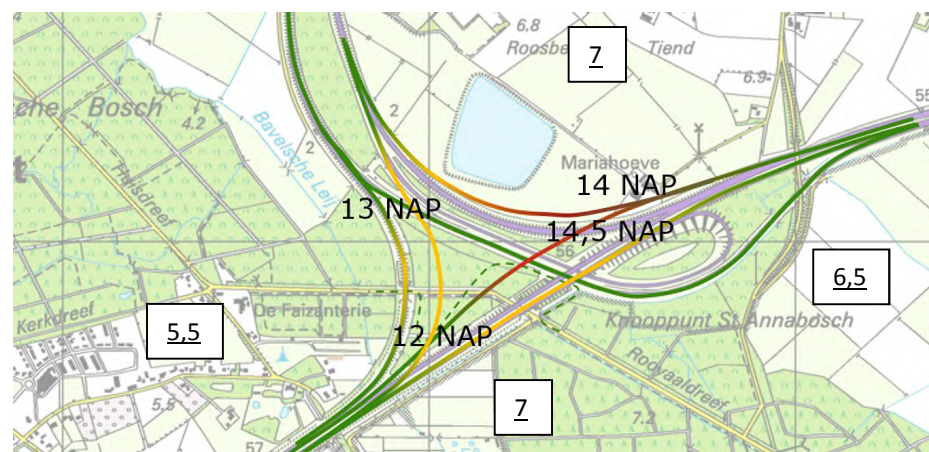 6.8
Roosbe
Tiend
7
6.9
55
che Bosch
4.2
2
2
Bavelsche Leij
t
Hulsdreef
Mariahoeve
14 NAP
13 NAP
14,5 NAP
56
6,5
De Faizanterie
Kerkdreef
5,5
12 NAP
Knooppunt St Annabosch
Rooyaaldreef
5.5
7
7.2
57